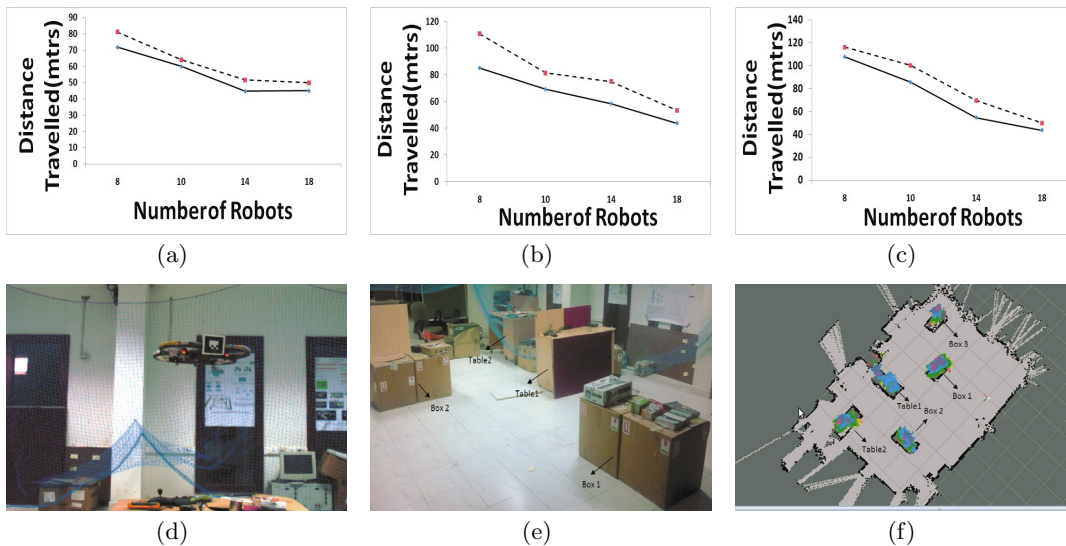 Distance
Travelled(mtrs)
90
80
70
60
50
40
30
20
10
0
8
10
14
18
Numberof Robots
(a)
Distance
Travelled(mtrs)
120
100
80
60
40
20
0
8
10
14
18
Numberof Robots
(b)
Distance
Travelled(mtrs)
140
120
100
80
60
40
20
0
8
10
14
18
Numberof Robots
(c)
(d)
Table2
Table1
Box 2
Box 1
(e)
Box 3
Box 1
Table1
Box 2
Table2
(f)